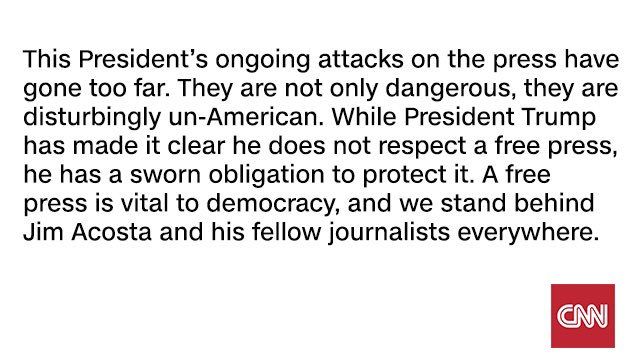 This President’s ongoing attacks on the press have
gone too far. They are not only dangerous, they are
disturbingly un-American. While President Trump
has made it clear he does not respect a free press,
he has a sworn obligation to protect it. A free
press is vital to democracy, and we stand behind
Jim Acosta and his fellow journalists everywhere.
CNN